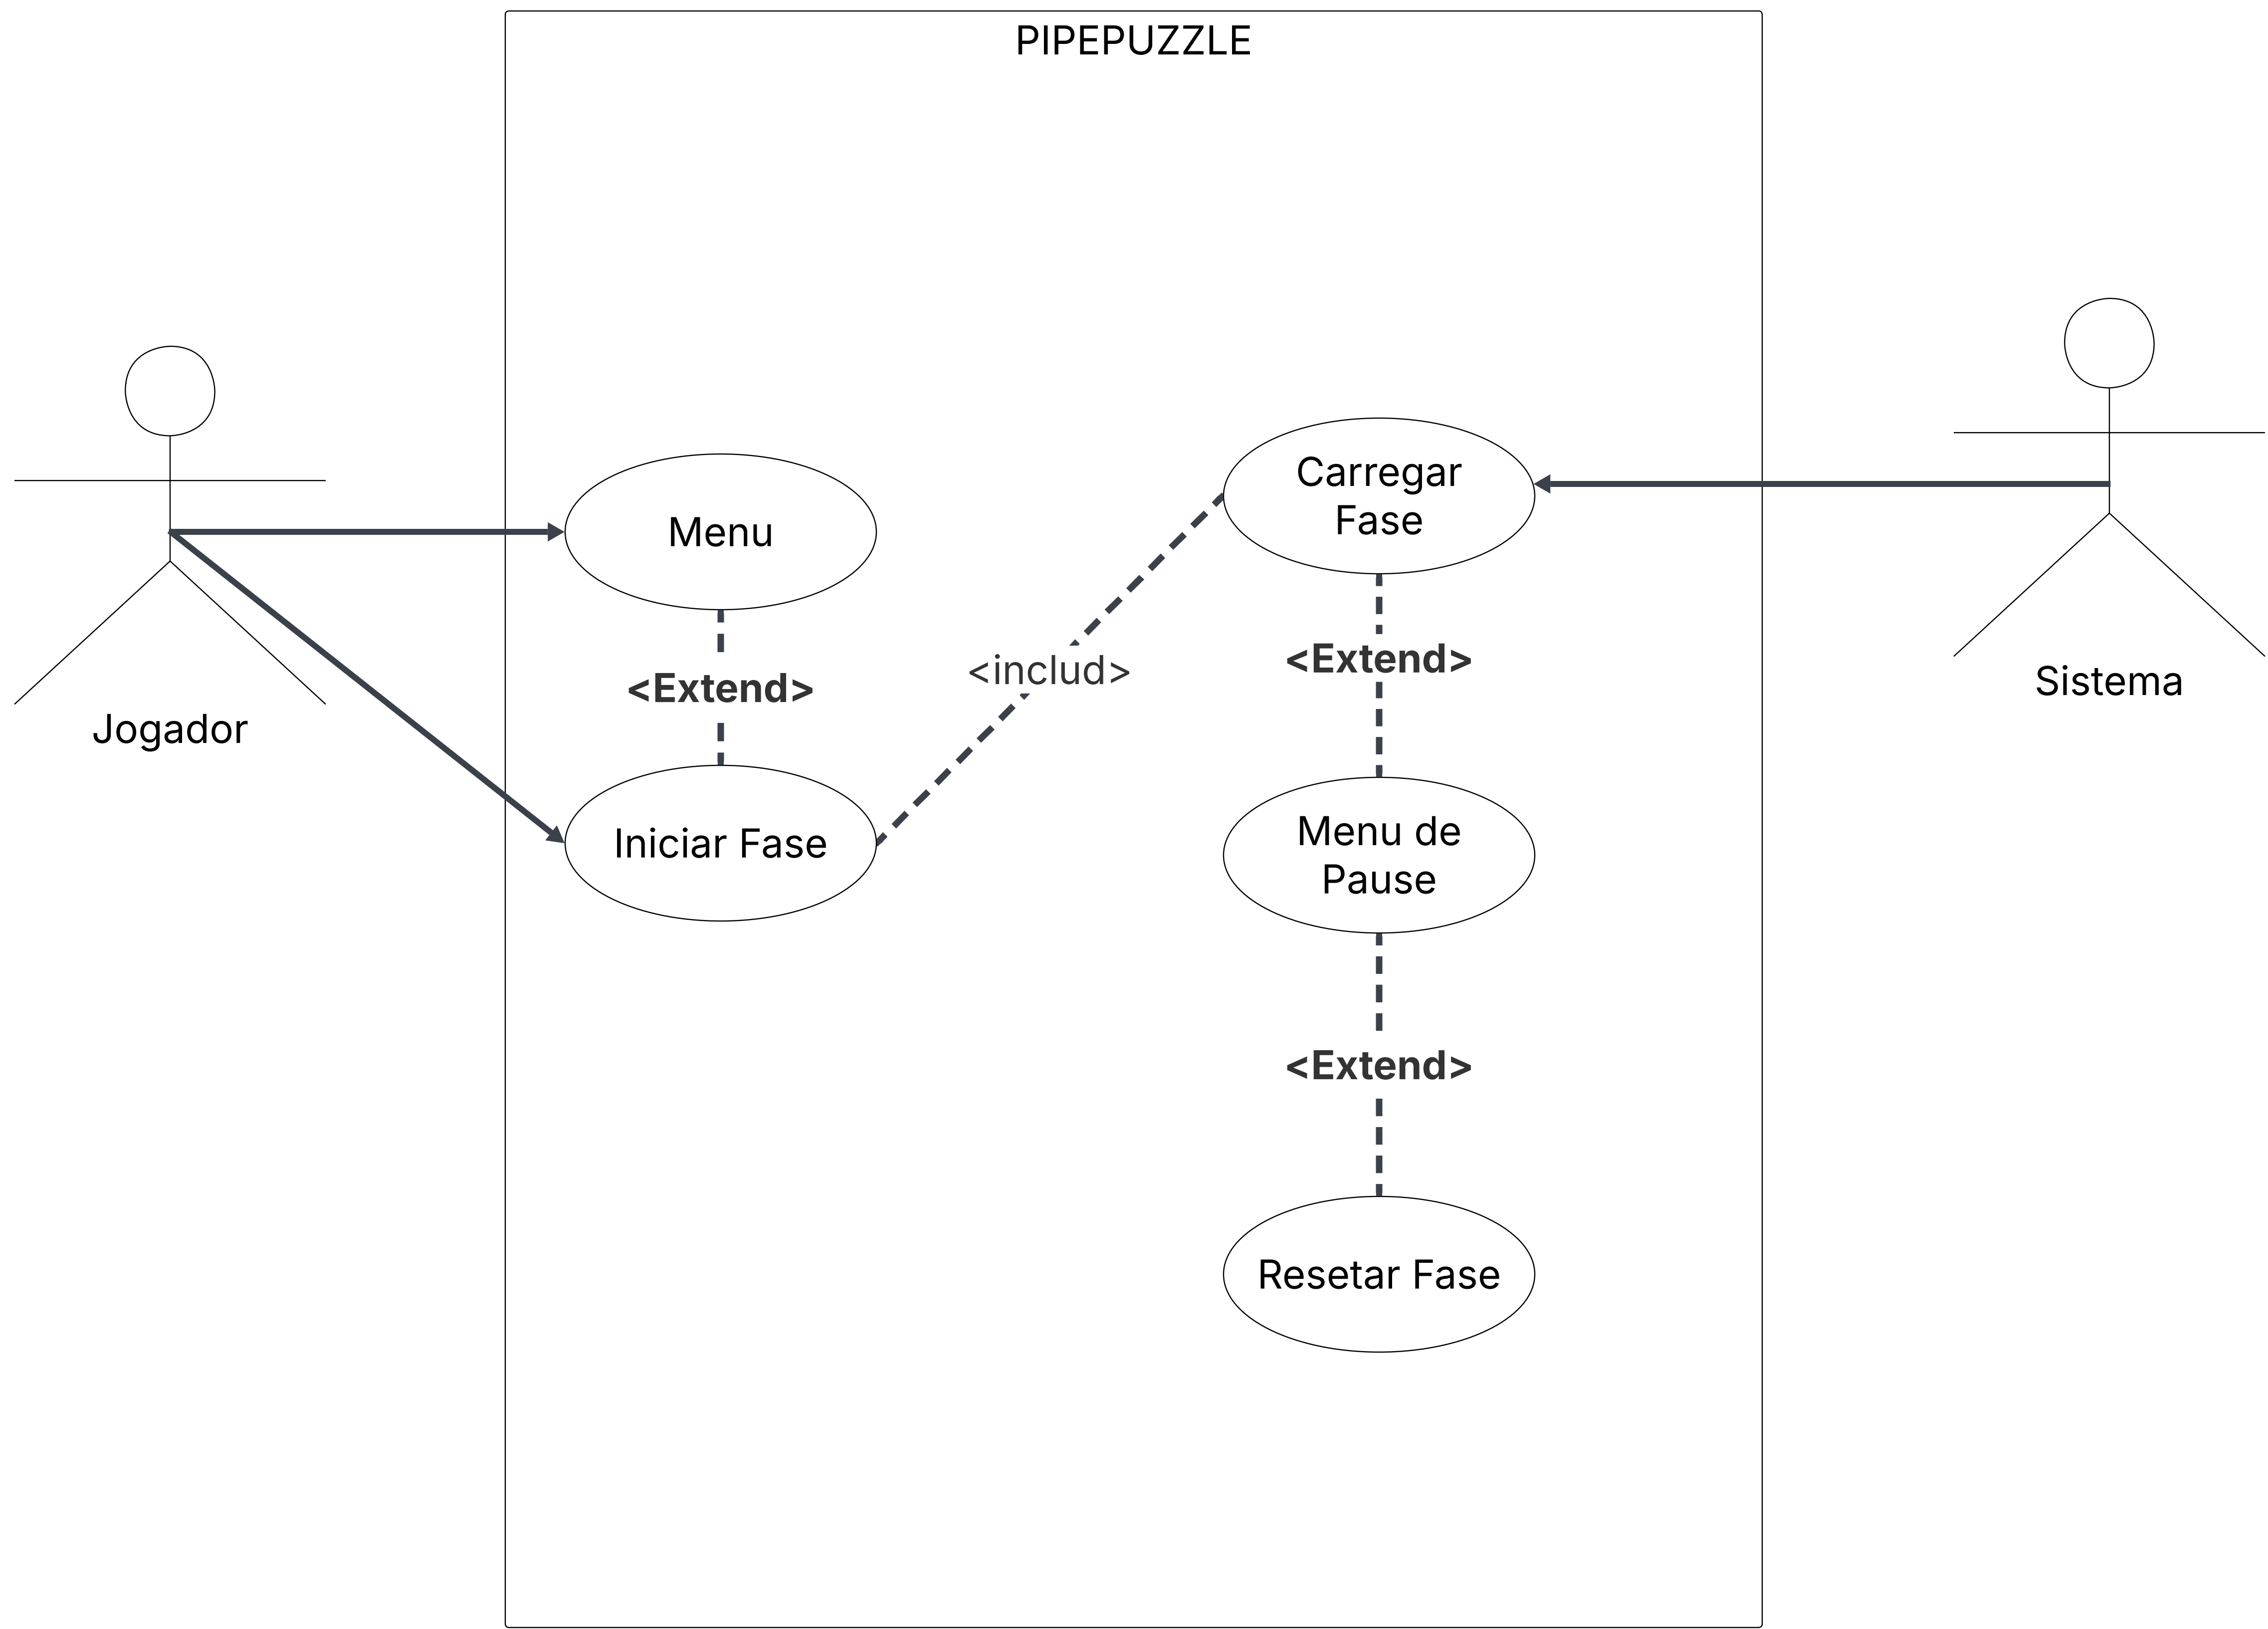 PIPEPUZZLE
Jogador
Menu
<Extend>
Iniciar Fase
<includ>
Carregar
Fase
<Extend>
Menu de
Pause
<Extend>
Resetar Fase
Sistema